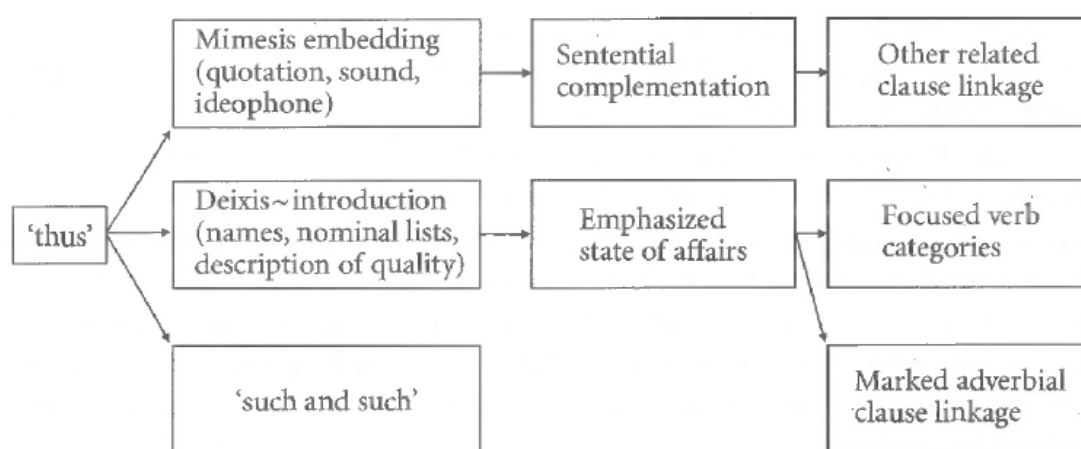 Mimesis embedding
(quotation, sound,
ideophone)
Sentential
complementation
Other related
clause linkage
'thus'
Deixis~introduction
(names, nominal lists,
description of quality)
Emphasized
state of affairs
Focused verb
categories
'such and such'
Marked adverbial
clause linkage